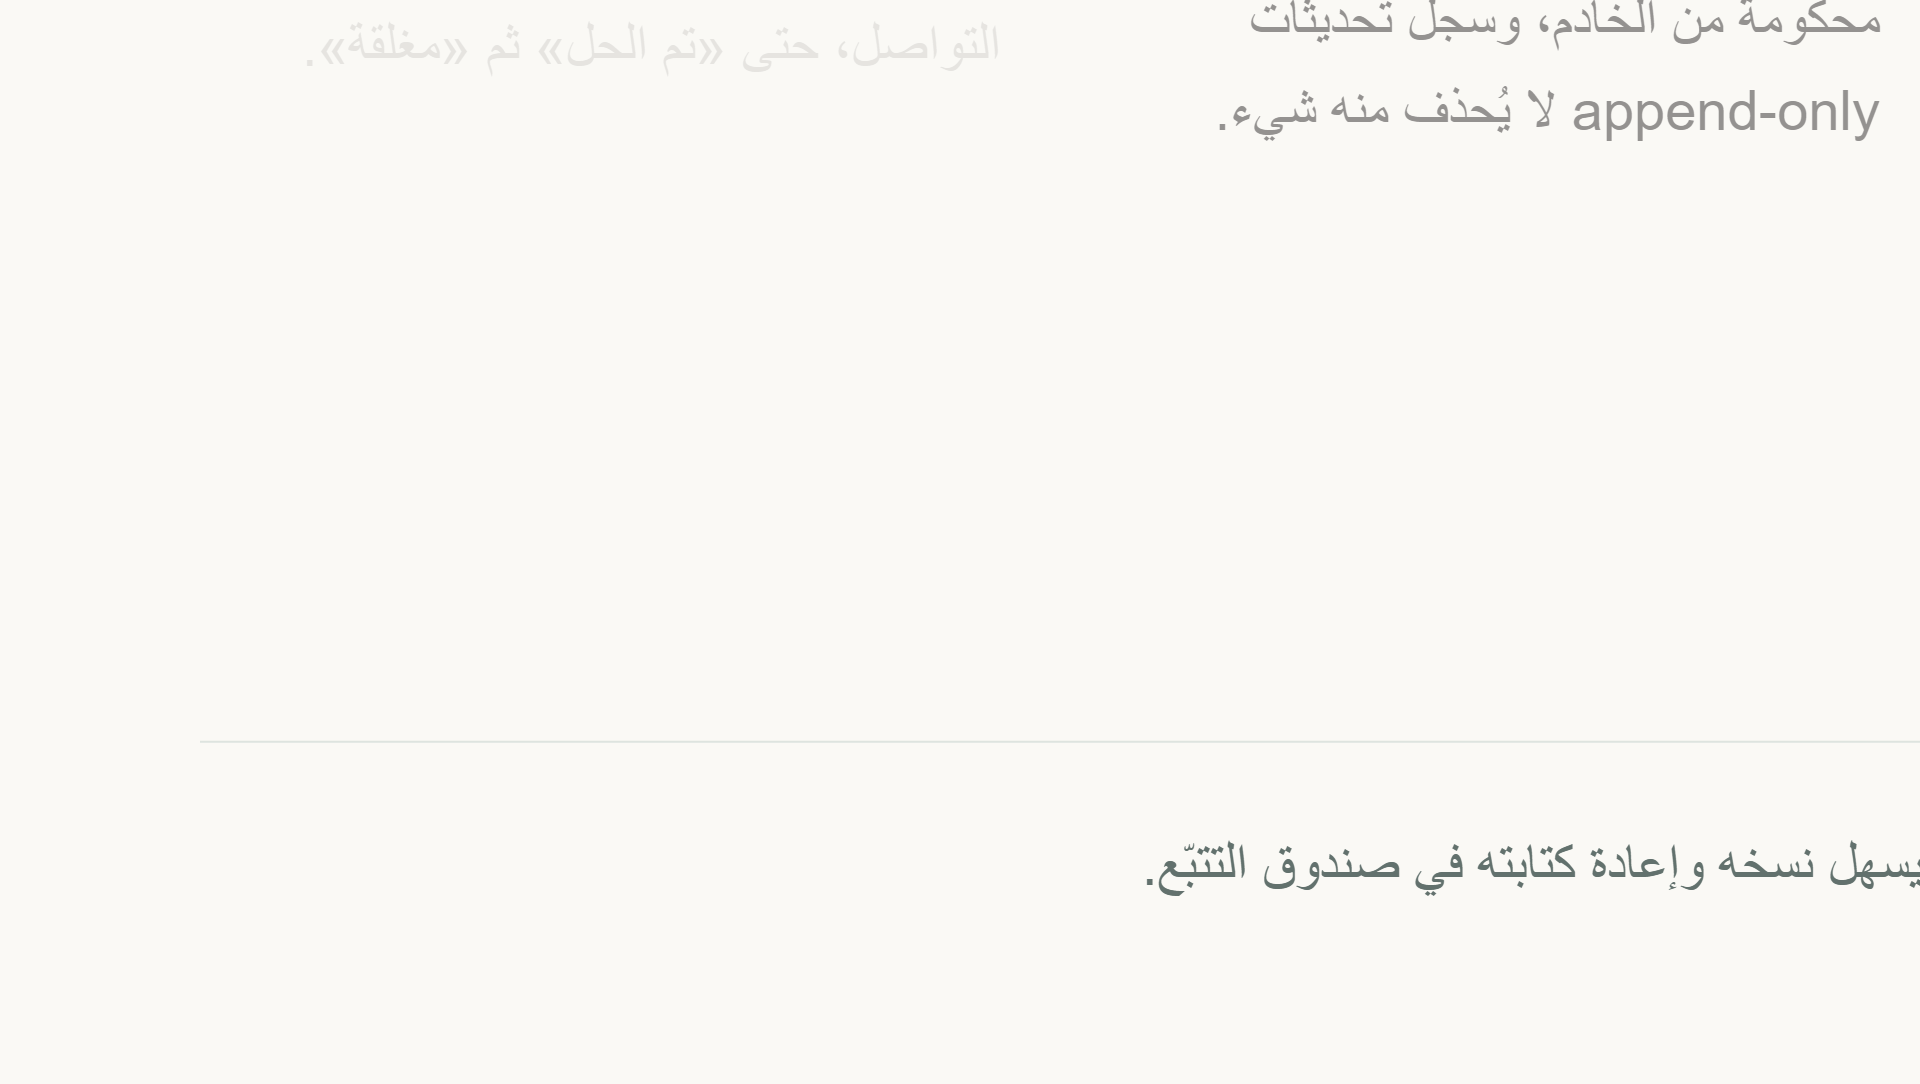 محكومة من الخادم، وسجل تحديثات
append-only لا يُحذف منه شيء.
التواصل، حتى «تم الحل» ثم «مغلقة».
يسهل نسخه وإعادة كتابته في صندوق التتبّع.